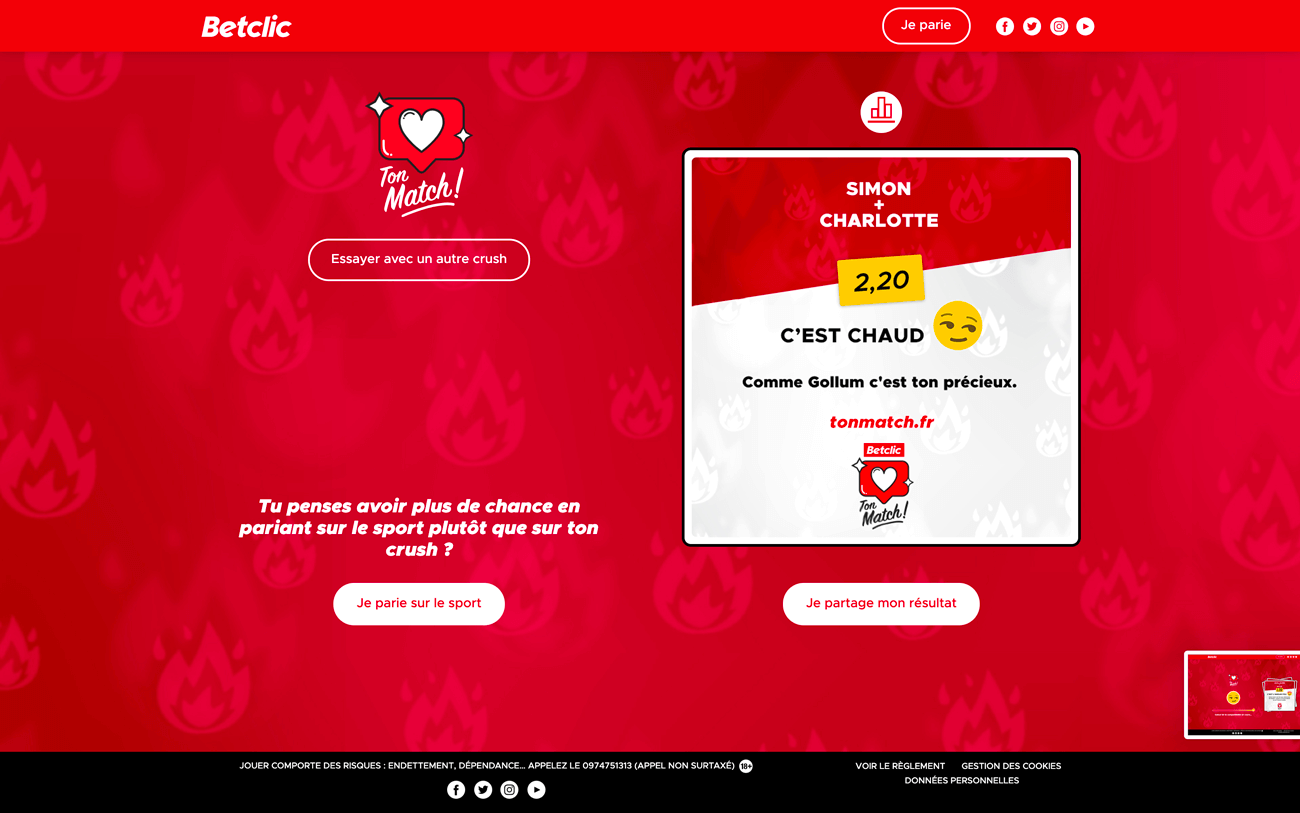 Betclic
Je parie
Ton
Match!
Essayer avec un autre crush
Tu penses avoir plus de chance en
pariant sur le sport plutôt que sur ton
crush ?
Je parie sur le sport
SIMON
+
CHARLOTTE
2,20
C’EST CHAUD
Comme Gollum c'est ton précieux.
tonmatch.fr
Betclic
Ton
Match!
Je partage mon résultat
JOUER COMPORTE DES RISQUES : ENDETTEMENT, DÉPENDANCE... APPELEZ LE 0974751313 (APPEL NON SURTAXÉ) 18+
VOIR LE RÈGLEMENT GESTION DES COOKIES
DONNÉES PERSONNELLES